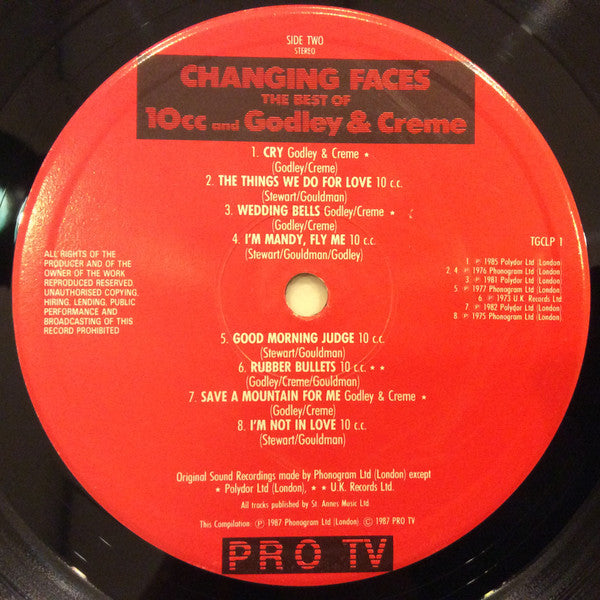 SIDE TWO
STEREO
CHANGING FACES
THE BEST OF
10cc and Godley & Creme
1. CRY Godley & Creme ★
(Godley/Creme)
2. THE THINGS WE DO FOR LOVE 10 c.c.
(Stewart/Gouldman)
3. WEDDING BELLS Godley/Creme ★
(Godley/Creme)
4. I'M MANDY, FLY ME 10 c.c.
(Stewart/Gouldman/Godley)
TGCLP 1
ALL RIGHTS OF THE
PRODUCER AND OF THE
OWNER OF THE WORK
REPRODUCED RESERVED.
UNAUTHORISED COPYING,
HIRING, LENDING, PUBLIC
PERFORMANCE AND
BROADCASTING OF THIS
RECORD PROHIBITED
1. ℗ 1985 Polydor Ltd (London)
2, 4 ℗ 1976 Phonogram Ltd (London)
3. ℗ 1981 Polydor Ltd (London)
5. ℗ 1977 Phonogram Ltd (London)
6. ℗ 1973 U.K. Records Ltd
7. ℗ 1982 Polydor Ltd (London)
8. ℗ 1975 Phonogram Ltd (London)
5. GOOD MORNING JUDGE 10 c.c.
(Stewart/Gouldman)
6. RUBBER BULLETS 10 c.c. ★ ★
(Godley/Creme/Gouldman)
7. SAVE A MOUNTAIN FOR ME Godley & Creme ★
(Godley/Creme)
8. I'M NOT IN LOVE 10 c.c.
(Stewart/Gouldman)
Original Sound Recordings made by Phonogram Ltd (London) except
★ Polydor Ltd (London), ★ ★ U.K. Records Ltd.
All tracks published by St. Annes Music Ltd.
This Compilation ℗ 1987 Phonogram Ltd (London). © 1987 PRO TV
PRO TV